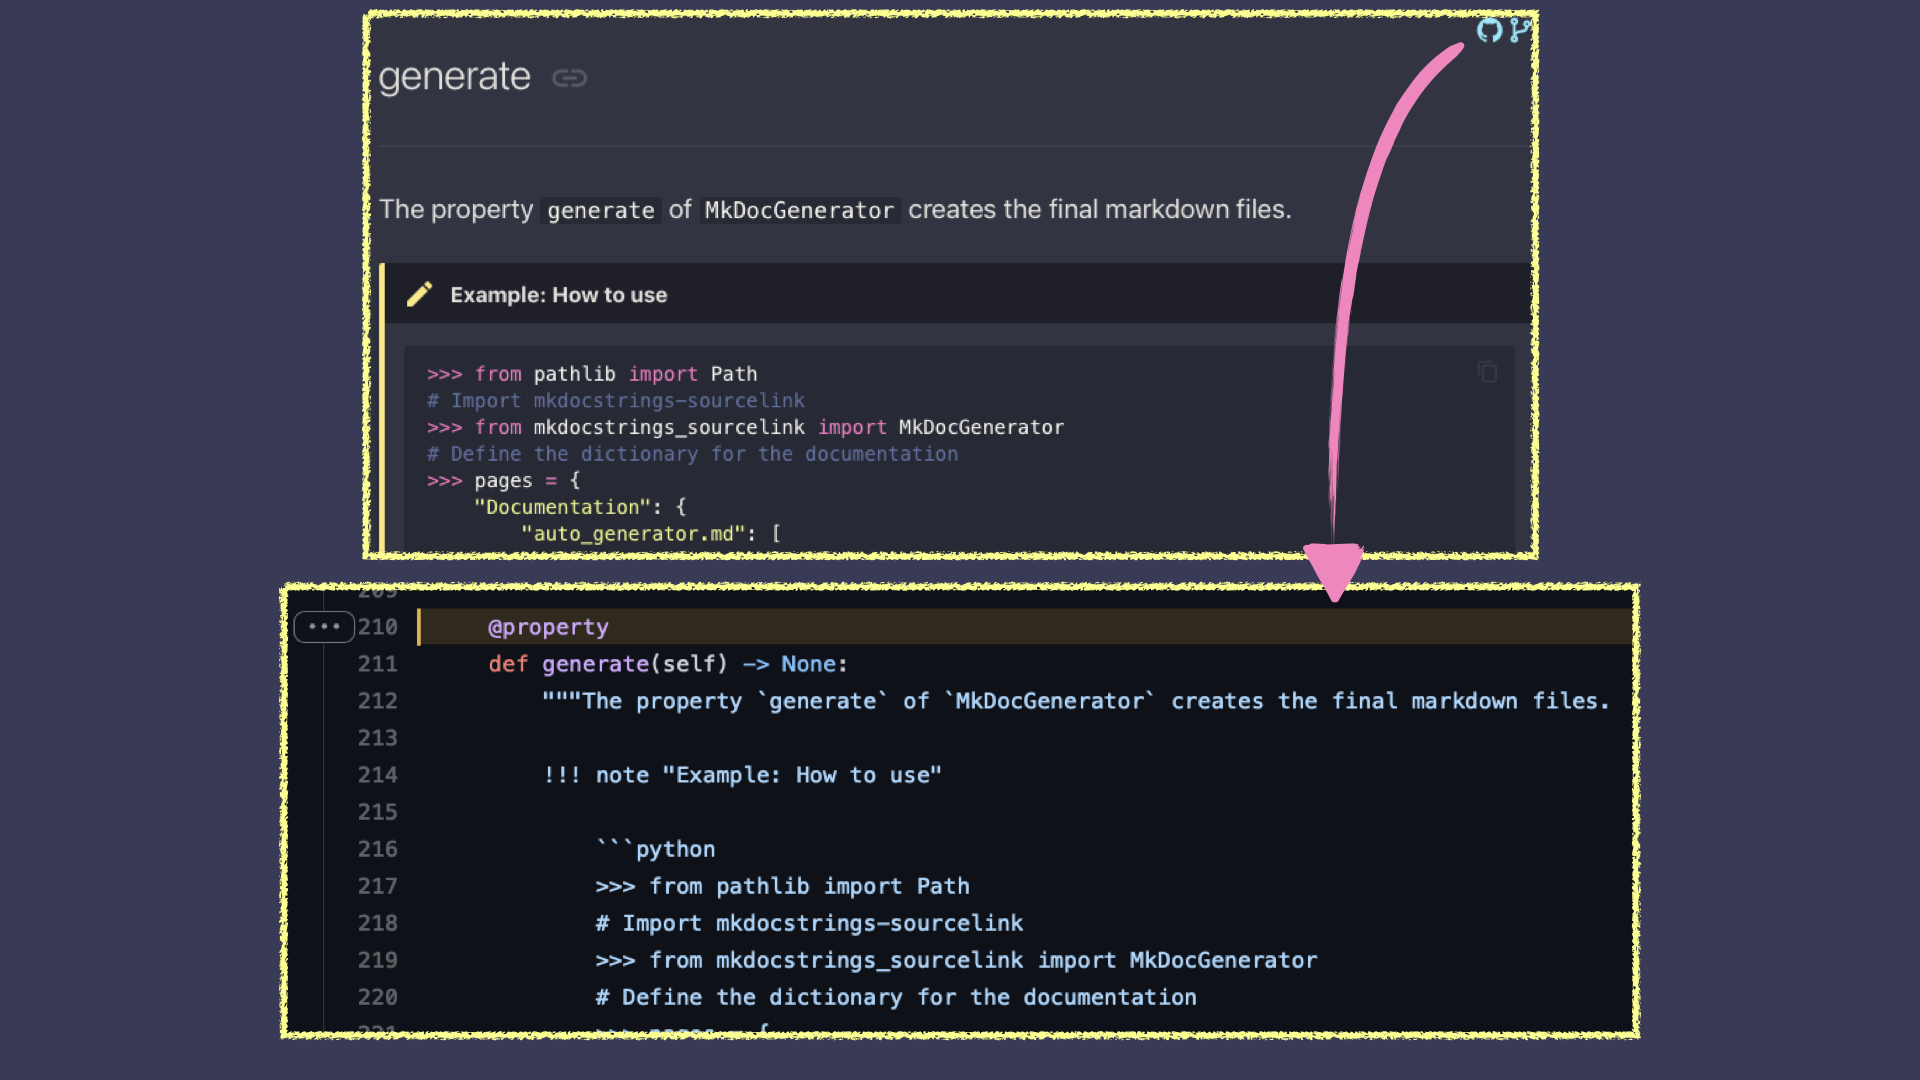 generate
The property generate of MkDocGenerator creates the final markdown files.
Example: How to use
>>> from pathlib import Path
# Import mkdocstrings-sourcelink
>>> from mkdocstrings_sourcelink import MkDocGenerator
# Define the dictionary for the documentation
>>> pages = {
"Documentation": {
"auto_generator.md": [
209
210 @property
211 def generate(self) -> None:
212 """The property `generate` of `MkDocGenerator` creates the final markdown files.
213
214 !!! note "Example: How to use"
215
216 ```python
217 >>> from pathlib import Path
218 # Import mkdocstrings-sourcelink
219 >>> from mkdocstrings_sourcelink import MkDocGenerator
220 # Define the dictionary for the documentation
221 >>> pages = {